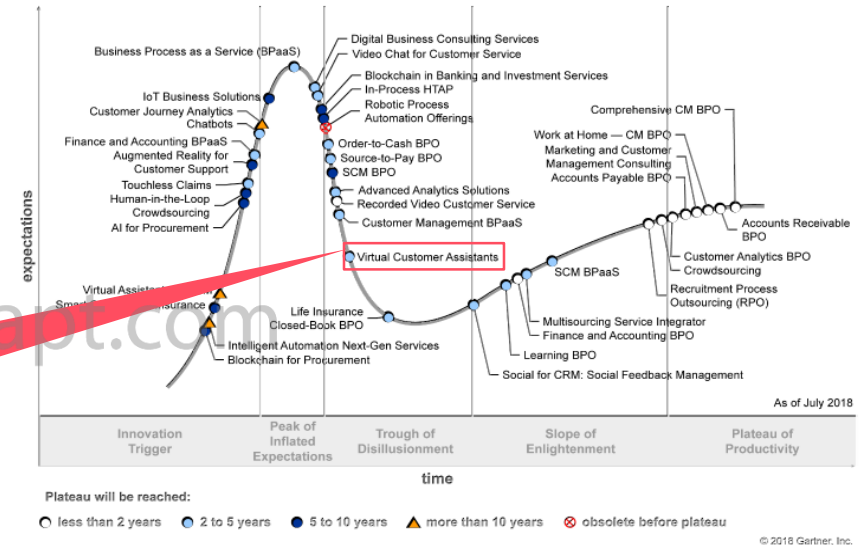 Business Process as a Service (BPaaS)
IoT Business Solutions
Customer Journey Analytics
Chatbots
Finance and Accounting BPaaS
Augmented Reality for
Customer Support
Touchless Claims
Human-in-the-Loop
Crowdsourcing
AI for Procurement
Virtual
Intelligent Automation Next-Gen Services
Blockchain for Procurement
Digital Business Consulting Services
Video Chat for Customer Service
Blockchain in Banking and Investment Services
In-Process HTAP
Robotic Process
Automation Offerings
Order-to-Cash BPO
Source-to-Pay BPO
SCM BPO
Advanced Analytics Solutions
Recorded Video Customer Service
Customer Management BPaaS
Virtual Customer Assistants
Life Insurance
Closed-Book BPO
SCM BPaaS
Multisourcing Service Integrator
Finance and Accounting BPO
Learning BPO
Social for CRM: Social Feedback Management
Comprehensive CM BPO
Work at Home — CM BPO
Marketing and Customer
Management Consulting
Accounts Payable BPO
Accounts Receivable
BPO
Customer Analytics BPO
Crowdsourcing
Recruitment Process
Outsourcing (RPO)
expectations
As of July 2018
Innovation
Trigger
Peak of
Inflated
Expectations
Trough of
Disillusionment
Slope of
Enlightenment
Plateau of
Productivity
time
Plateau will be reached:
less than 2 years
2 to 5 years
5 to 10 years
more than 10 years
obsolete before plateau
© 2018 Gartner, Inc.